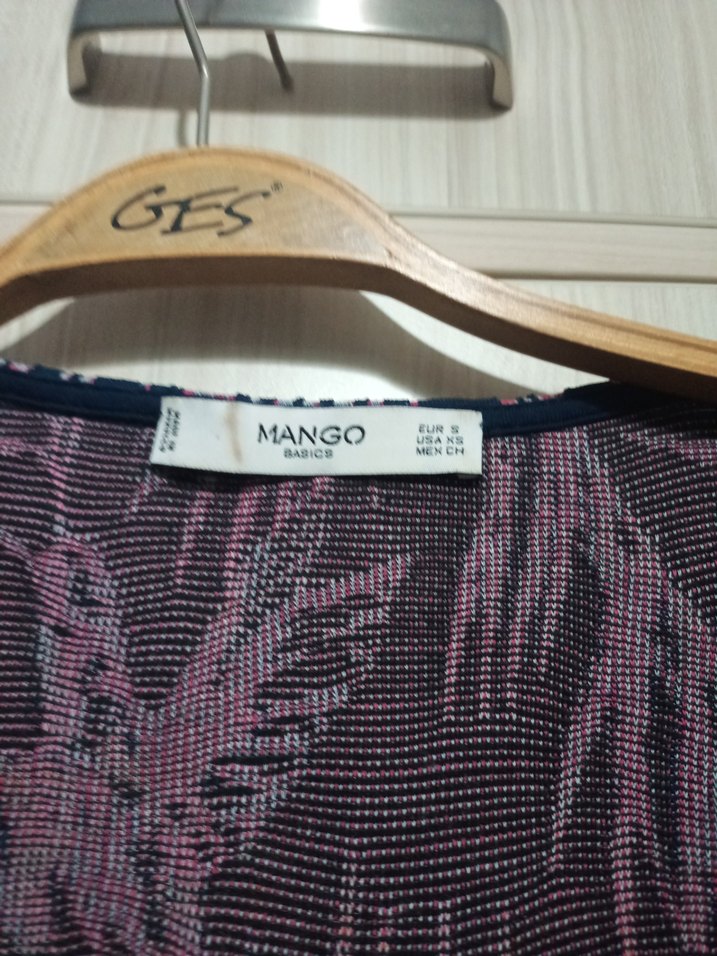 GES®
MANGO
BASICS
EUR S
USA XS
MEX CH